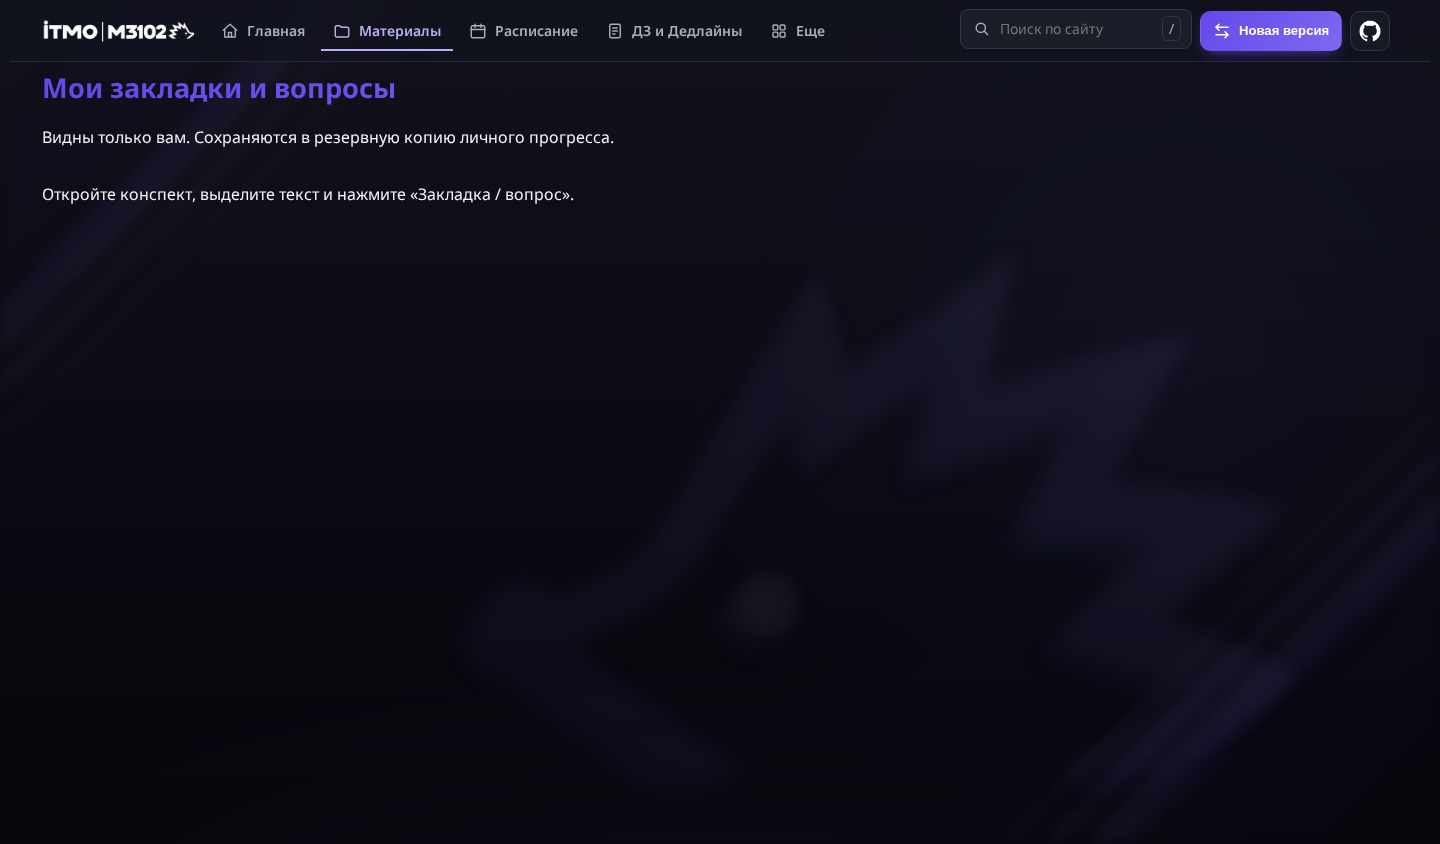 iTMO | M3102
Главная
Материалы
Расписание
ДЗ и Дедлайны
Еще
Поиск по сайту
/
Новая версия
Мои закладки и вопросы
Видны только вам. Сохраняются в резервную копию личного прогресса.
Откройте конспект, выделите текст и нажмите «Закладка / вопрос».